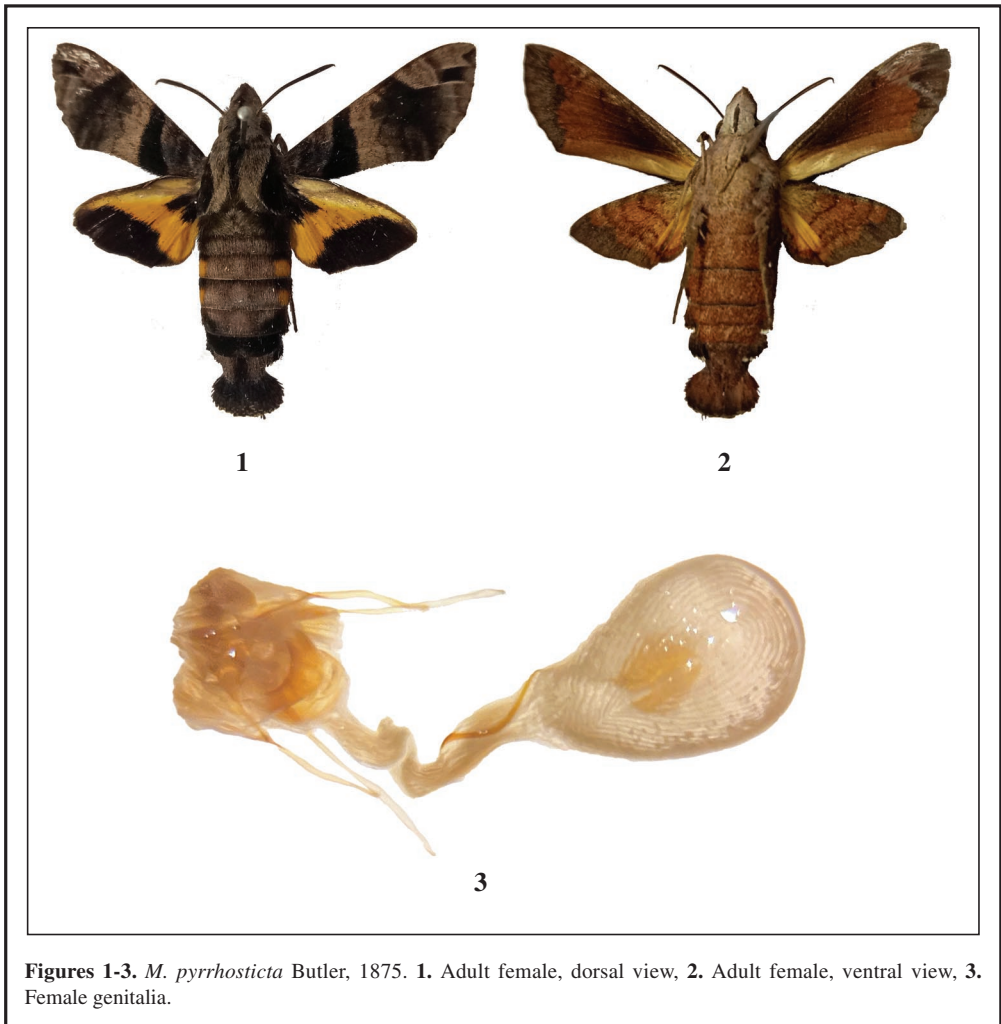 1
2
3
Figures 1-3. M. pyrrhosticta Butler, 1875. 1. Adult female, dorsal view, 2. Adult female, ventral view, 3.
Female genitalia.